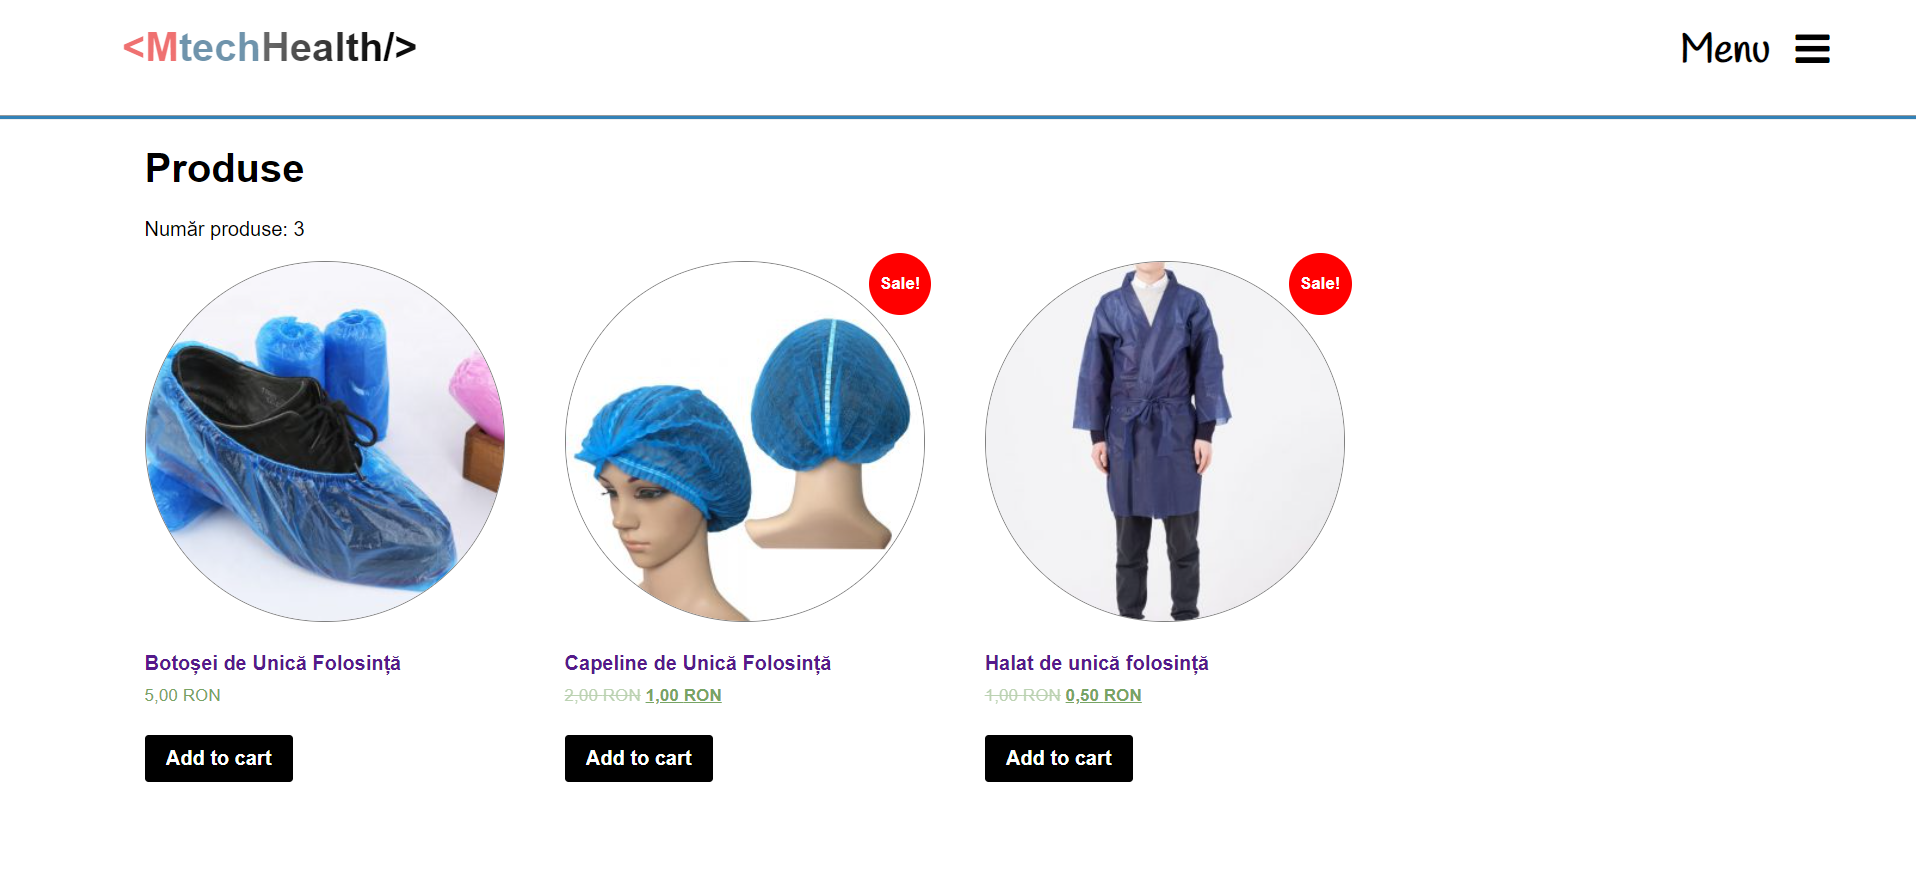 <MtechHealth/>
Menu
Produse
Număr produse: 3
Sale!
Sale!
Botoșei de Unică Folosință
5,00 RON
Add to cart
Capeline de Unică Folosință
2,00 RON 1,00 RON
Add to cart
Halat de unică folosință
1,00 RON 0,50 RON
Add to cart